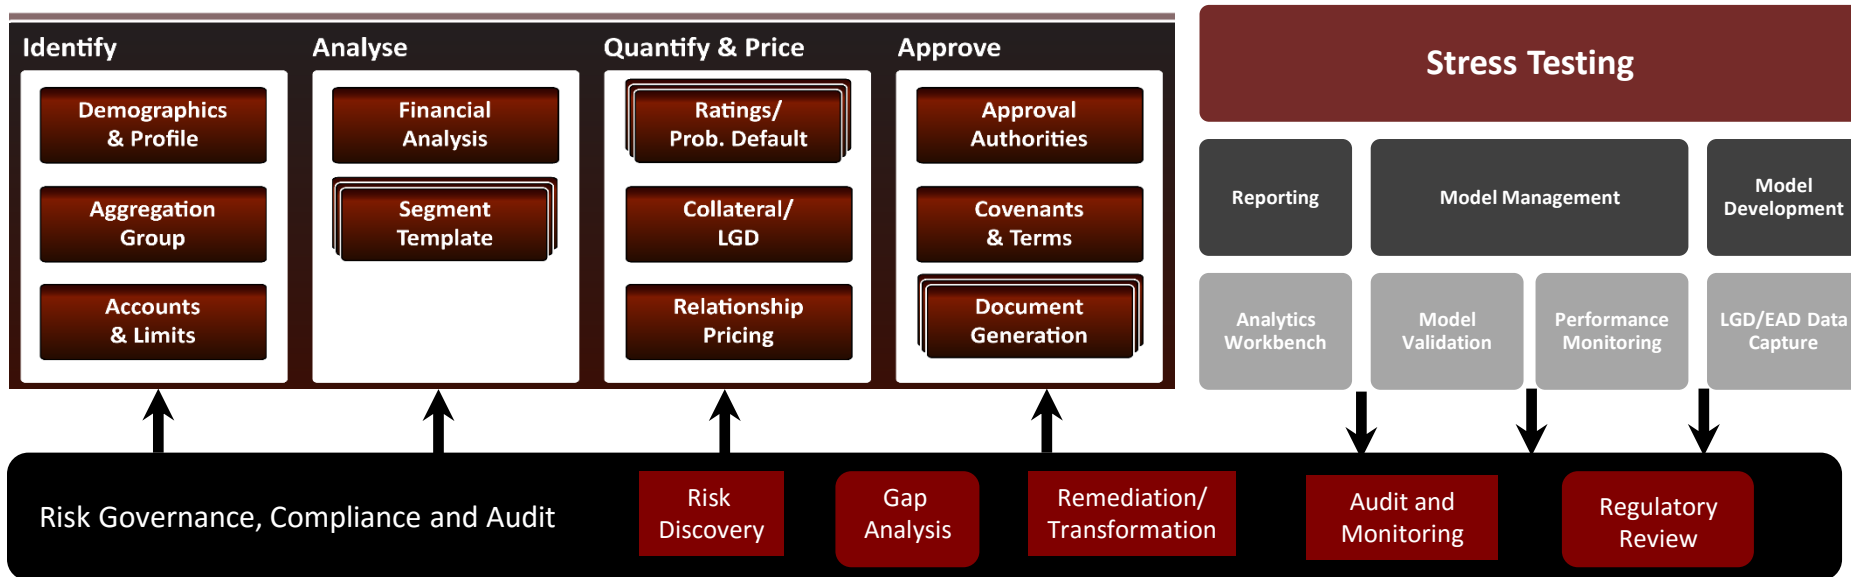 Identify
Demographics
& Profile
Aggregation
Group
Accounts
& Limits
Analyse
Financial
Analysis
Segment
Template
Quantify & Price
Ratings/
Prob. Default
Collateral/
LGD
Relationship
Pricing
Approve
Approval
Authorities
Covenants
& Terms
Document
Generation
Stress Testing
Reporting
Model Management
Model
Development
Analytics
Workbench
Model
Validation
Performance
Monitoring
LGD/EAD Data
Capture
Risk Governance, Compliance and Audit
Risk
Discovery
Gap
Analysis
Remediation/
Transformation
Audit and
Monitoring
Regulatory
Review